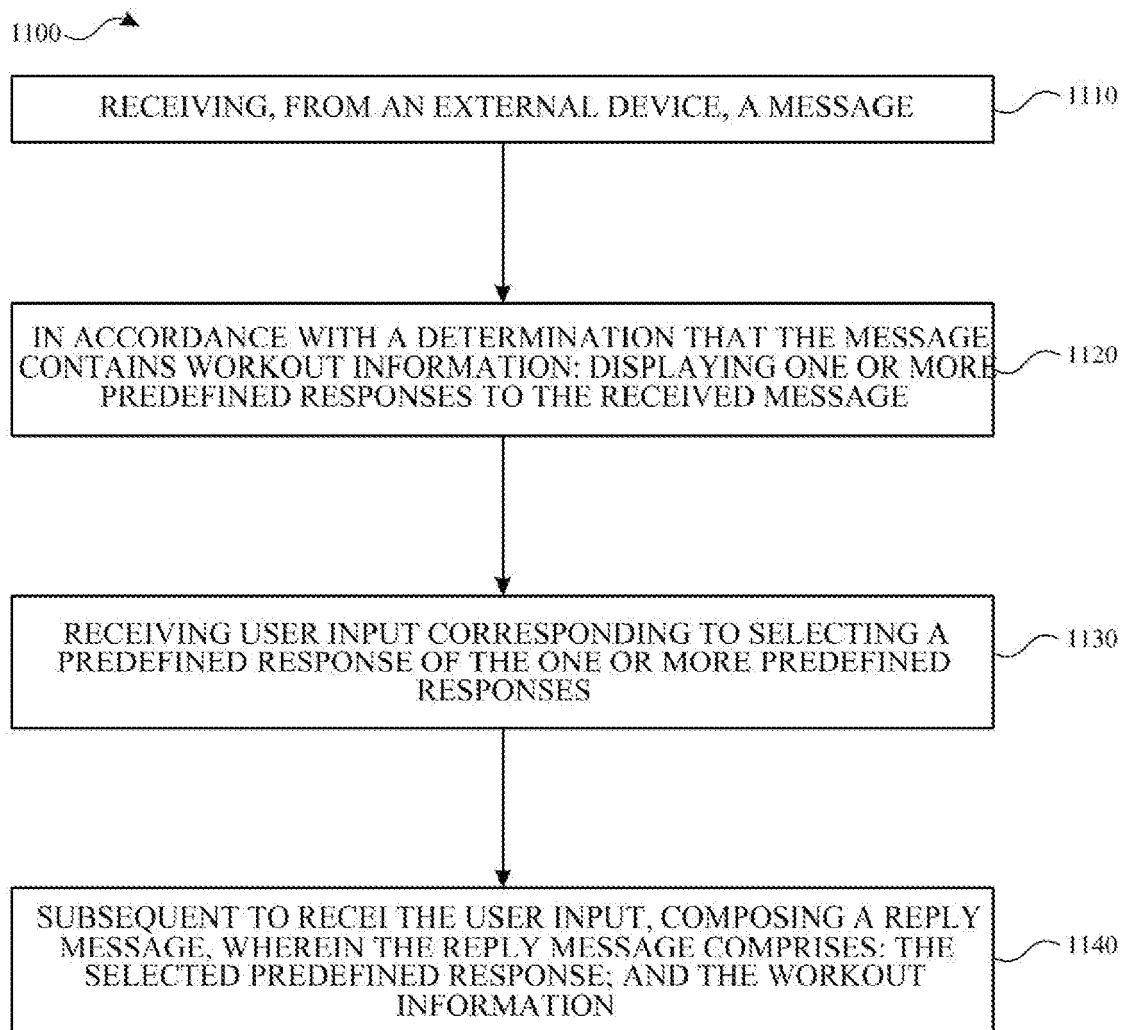 1100
RECEIVING, FROM AN EXTERNAL DEVICE, A MESSAGE
1110
IN ACCORDANCE WITH A DETERMINATION THAT THE MESSAGE
CONTAINS WORKOUT INFORMATION: DISPLAYING ONE OR MORE
PREDEFINED RESPONSES TO THE RECEIVED MESSAGE
1120
RECEIVING USER INPUT CORRESPONDING TO SELECTING A
PREDEFINED RESPONSE OF THE ONE OR MORE PREDEFINED
RESPONSES
1130
SUBSEQUENT TO RECEI THE USER INPUT, COMPOSING A REPLY
MESSAGE, WHEREIN THE REPLY MESSAGE COMPRISES: THE
SELECTED PREDEFINED RESPONSE; AND THE WORKOUT
INFORMATION
1140